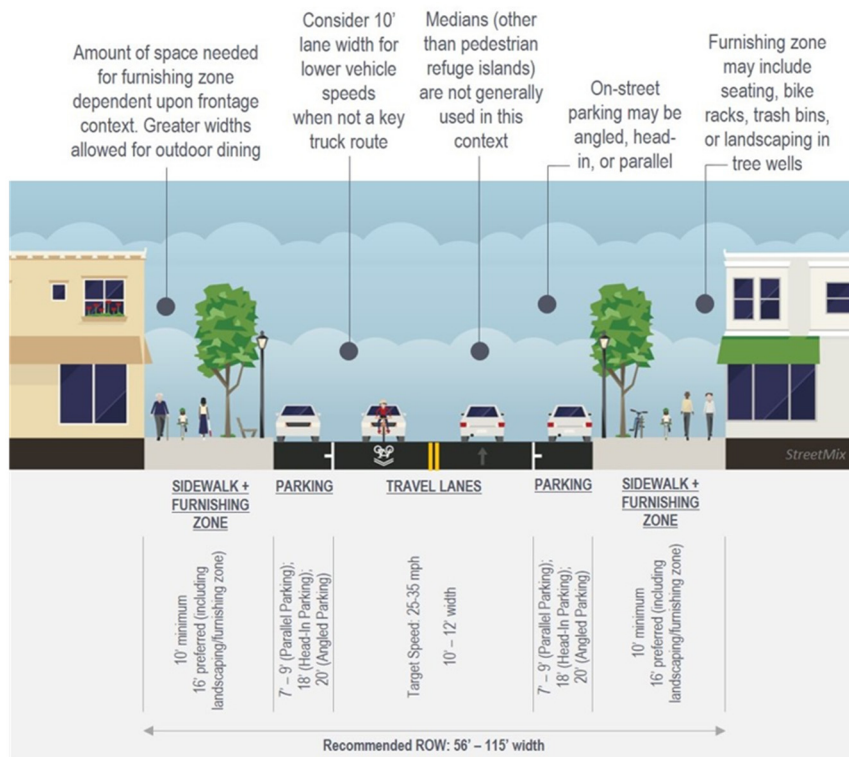 Amount of space needed
for furnishing zone
dependent upon frontage
context. Greater widths
allowed for outdoor dining
Consider 10'
lane width for
lower vehicle
speeds
when not a key
truck route
Medians (other
than pedestrian
refuge islands)
are not generally
used in this
context
On-street
parking may be
angled, head-
in, or parallel
Furnishing zone
may include
seating, bike
racks, trash bins,
or landscaping in
tree wells
StreetMix
SIDEWALK +
FURNISHING
ZONE
PARKING
TRAVEL LANES
PARKING
SIDEWALK +
FURNISHING
ZONE
10' minimum
16' preferred (including
landscaping/furnishing zone)
7' – 9' (Parallel Parking);
18' (Head-In Parking);
20' (Angled Parking)
Target Speed: 25-35 mph
10' – 12' width
7' – 9' (Parallel Parking);
18' (Head-In Parking);
20' (Angled Parking)
10' minimum
16' preferred (including
landscaping/furnishing zone)
Recommended ROW: 56' – 115' width